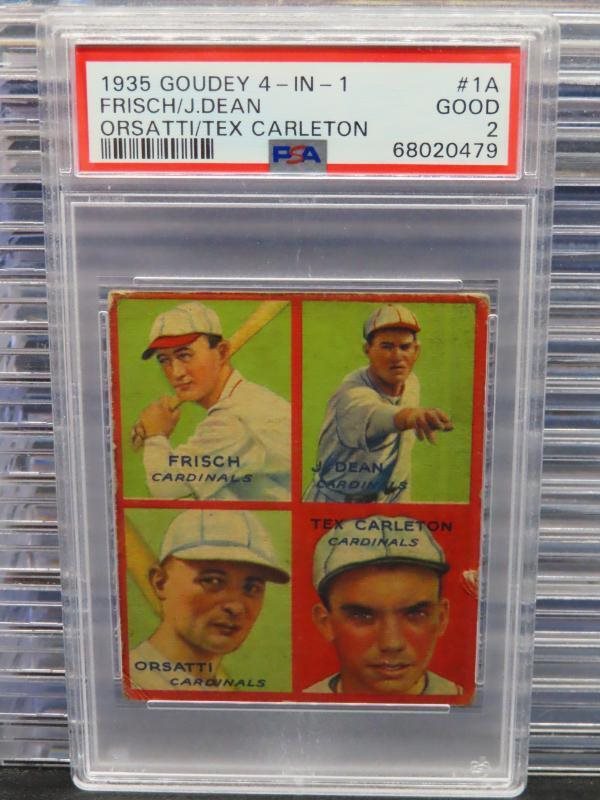 1935 GOUDEY 4-IN-1 #1A
FRISCH/J.DEAN GOOD
ORSATTI/TEX CARLETON 2
PSA 68020479
FRISCH
CARDINALS
J. DEAN
CARDINALS
ORSATTI
CARDINALS
TEX CARLETON
CARDINALS